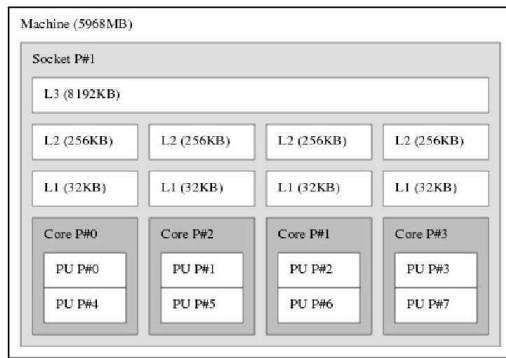 Machine (5968MB)
Socket P#1
L3 (8192KB)
L2 (256KB) L2 (256KB) L2 (256KB) L2 (256KB)
L1 (32KB) L1 (32KB) L1 (32KB) L1 (32KB)
Core P#0 Core P#2 Core P#1 Core P#3
PU P#0 PU P#1 PU P#2 PU P#3
PU P#4 PU P#5 PU P#6 PU P#7